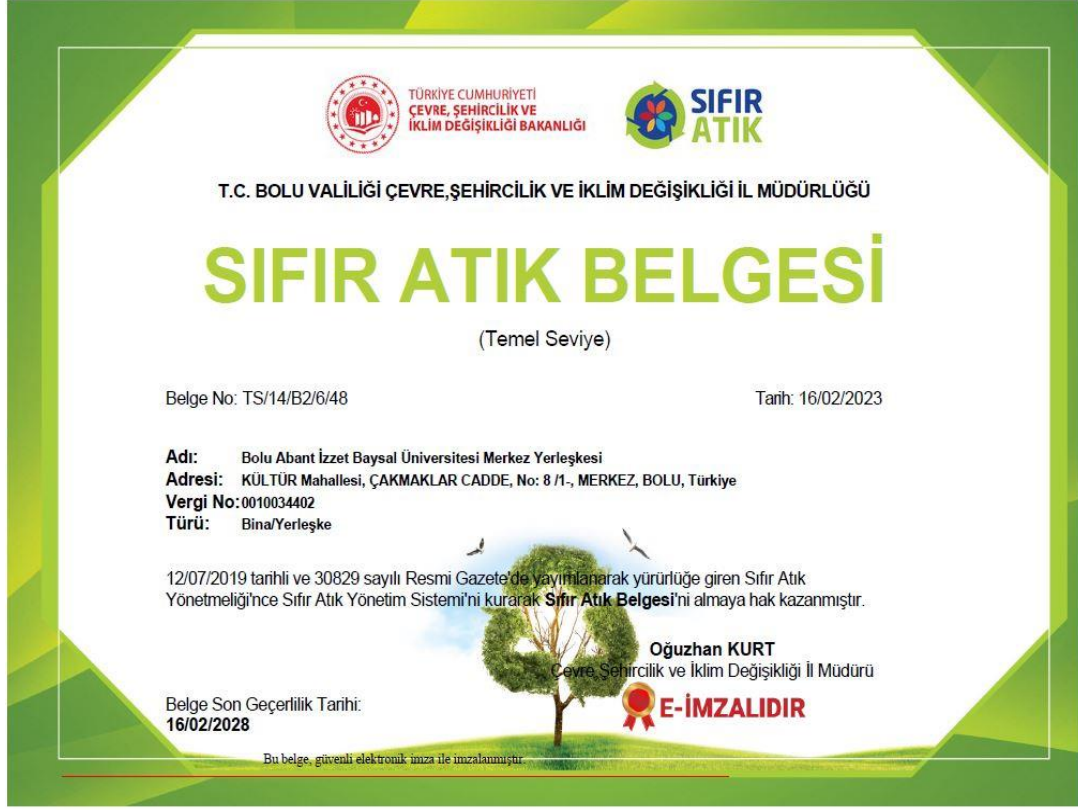 TÜRKİYE CUMHURİYETİ
ÇEVRE, ŞEHİRCİLİK VE
İKLİM DEĞİŞİKLİĞİ BAKANLIĞI
SIFIR
ATIK
T.C. BOLU VALİLİĞİ ÇEVRE,ŞEHİRCİLİK VE İKLİM DEĞİŞİKLİĞİ İL MÜDÜRLÜĞÜ
SIFIR ATIK BELGESİ
(Temel Seviye)
Belge No: TS/14/B2/6/48
Tarih: 16/02/2023
Adı: Bolu Abant İzzet Baysal Üniversitesi Merkez Yerleşkesi
Adresi: KÜLTÜR Mahallesi, ÇAKMAKLAR CADDE, No: 8 /1-, MERKEZ, BOLU, Türkiye
Vergi No: 0010034402
Türü: Bina/Yerleşke
12/07/2019 tarihli ve 30829 sayılı Resmi Gazete'de yayımlanarak yürürlüğe giren Sıfır Atık
Yönetmeliği'nce Sıfır Atık Yönetim Sistemi'ni kurarak Sıfır Atık Belgesi'ni almaya hak kazanmıştır.
Oğuzhan KURT
Çevre,Şehircilik ve İklim Değişikliği İl Müdürü
E-İMZALIDIR
Belge Son Geçerlilik Tarihi:
16/02/2028
Bu belge, güvenli elektronik imza ile imzalanmıştır.